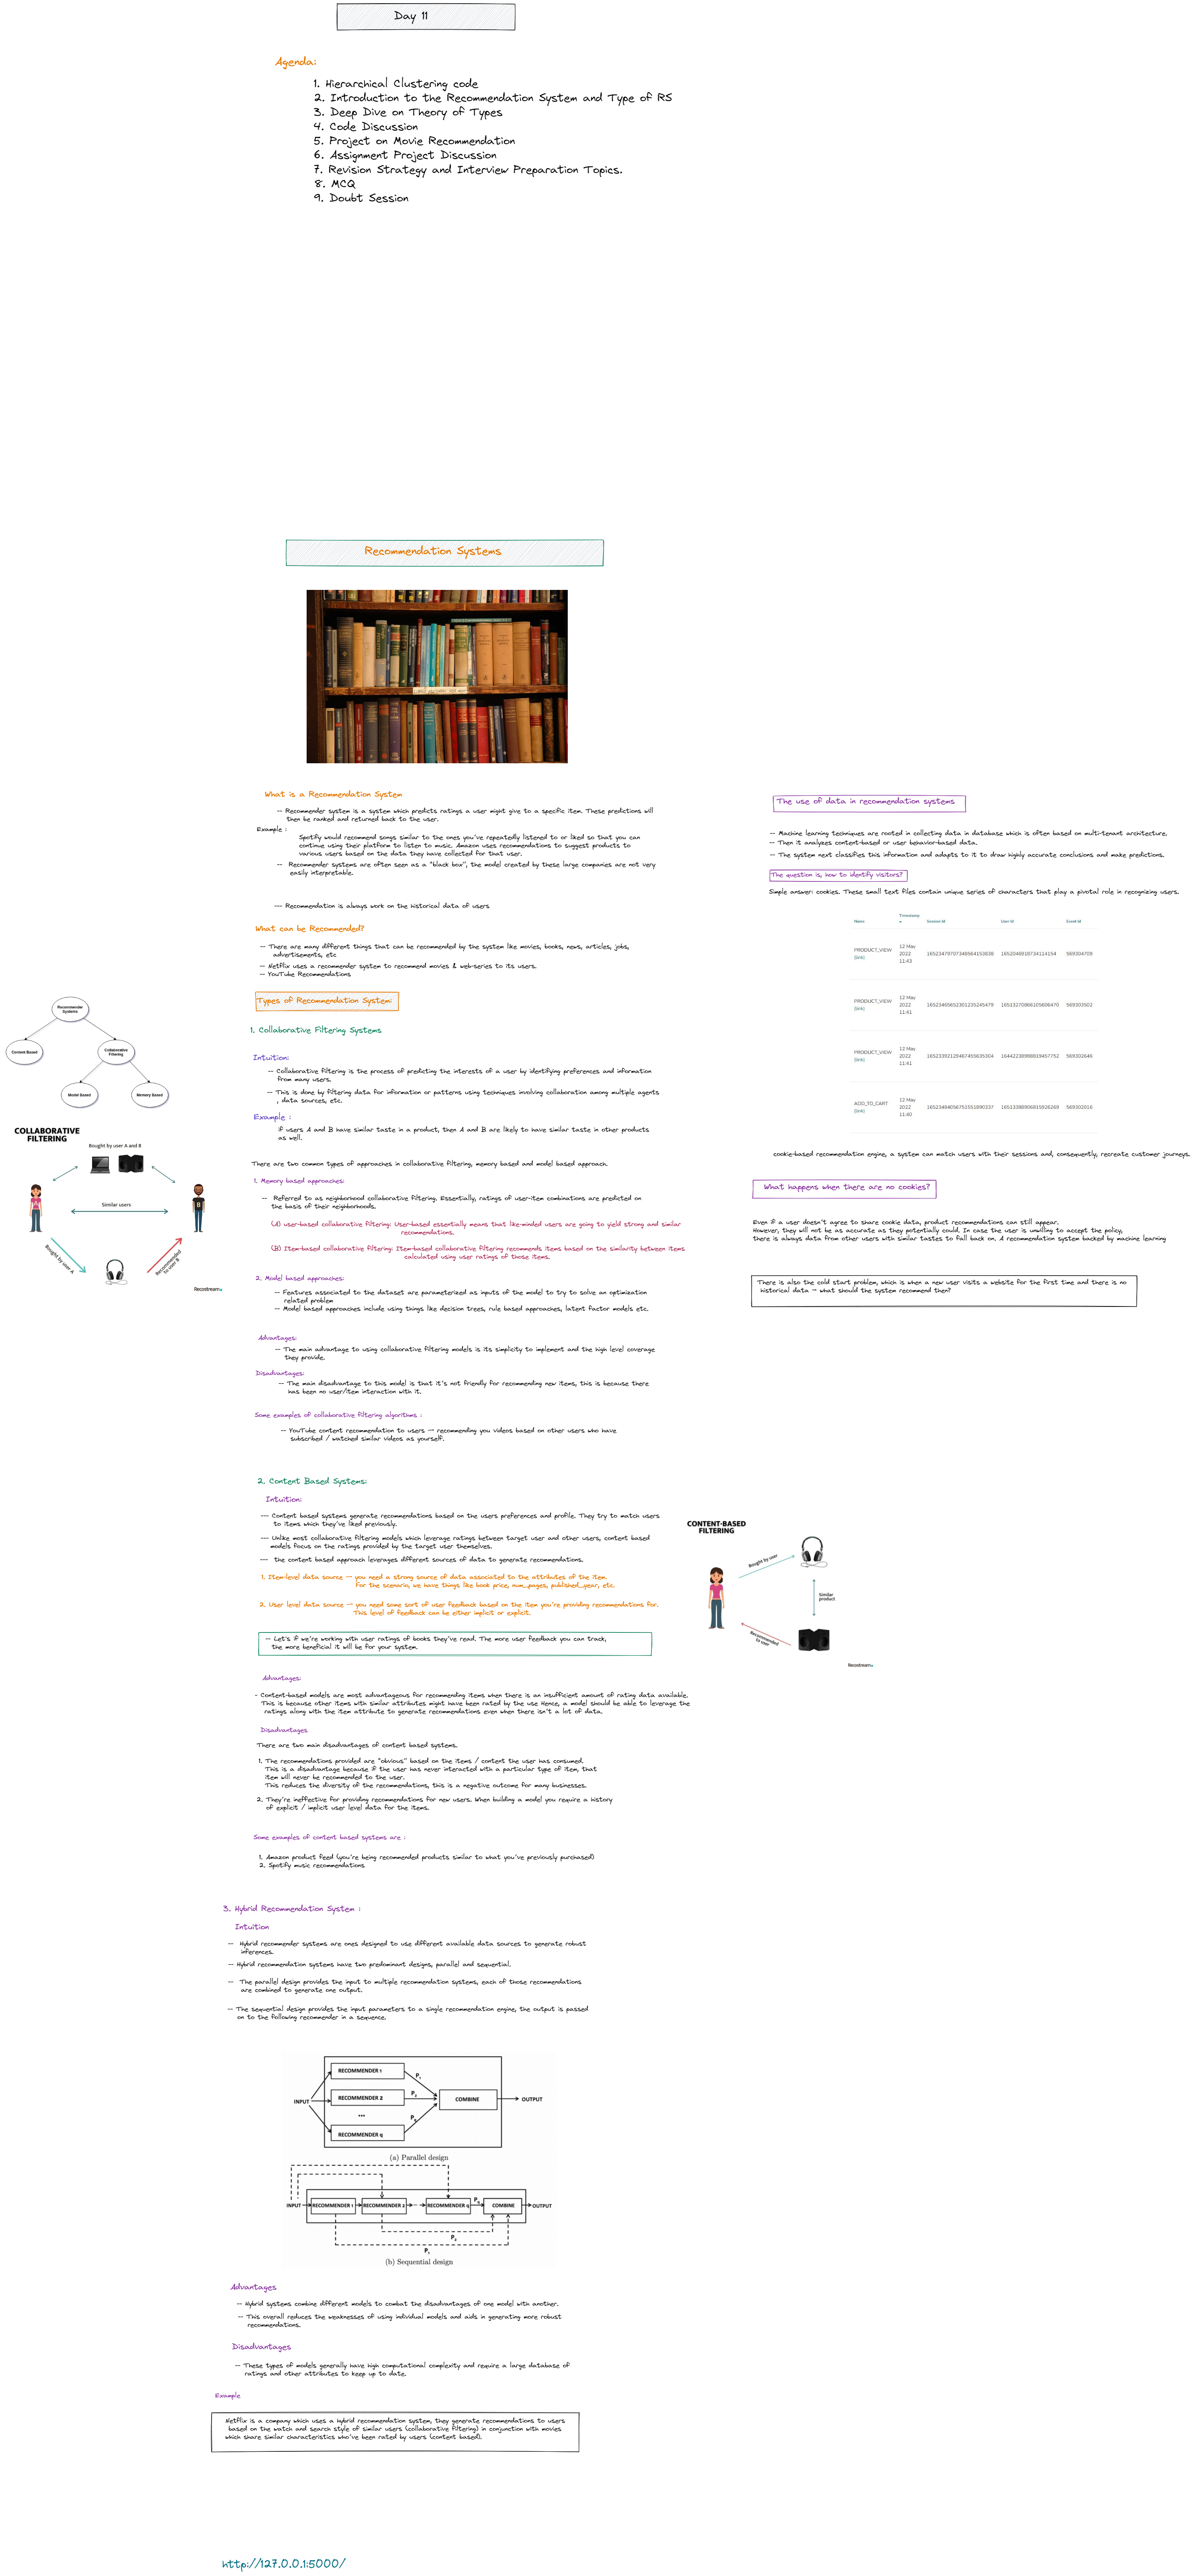 Day 11
Agenda:
1. Hierarchical Clustering code
2. Introduction to the Recommendation System and Type of RS
3. Deep Dive on Theory of Types
4. Code Discussion
5. Project on Movie Recommendation
6. Assignment Project Discussion
7. Revision Strategy and Interview Preparation Topics.
8. MCQ
9. Doubt Session
Recommendation Systems
What is a Recommendation System
-- Recommender system is a system which predicts ratings a user might give to a specific item. These predictions will
then be ranked and returned back to the user.
Example :
Spotify would recommend songs similar to the ones you've repeatedly listened to or liked so that you can
continue using their platform to listen to music. Amazon uses recommendations to suggest products to
various users based on the data they have collected for that user.
-- Recommender systems are often seen as a "black box", the model created by these large companies are not very
easily interpretable.
--- Recommendation is always work on the historical data of users
What can be Recommended?
-- There are many different things that can be recommended by the system like movies, books, news, articles, jobs,
advertisements, etc
-- Netflix uses a recommender system to recommend movies & web-series to its users.
-- YouTube Recommendations
Types of Recommendation System:
1. Collaborative Filtering Systems
Intuition:
-- Collaborative filtering is the process of predicting the interests of a user by identifying preferences and information
from many users.
-- This is done by filtering data for information or patterns using techniques involving collaboration among multiple agents
, data sources, etc.
Example :
if users A and B have similar taste in a product, then A and B are likely to have similar taste in other products
as well.
There are two common types of approaches in collaborative filtering, memory based and model based approach.
1. Memory based approaches:
-- Referred to as neighborhood collaborative filtering. Essentially, ratings of user-item combinations are predicted on
the basis of their neighborhoods.
(A) user-based collaborative filtering: User-based essentially means that like-minded users are going to yield strong and similar
recommendations.
(B) Item-based collaborative filtering: Item-based collaborative filtering recommends items based on the similarity between items
calculated using user ratings of those items.
2. Model based approaches:
-- Features associated to the dataset are parameterized as inputs of the model to try to solve an optimization
related problem
-- Model based approaches include using things like decision trees, rule based approaches, latent factor models etc.
Advantages:
-- The main advantage to using collaborative filtering models is its simplicity to implement and the high level coverage
they provide.
Disadvantages:
-- The main disadvantage to this model is that it's not friendly for recommending new items, this is because there
has been no user/item interaction with it.
Some examples of collaborative filtering algorithms :
-- YouTube content recommendation to users -- recommending you videos based on other users who have
subscribed / watched similar videos as yourself.
Recommender
Systems
Content Based
Collaborative
Filtering
Model Based
Memory Based
COLLABORATIVE
FILTERING
Bought by user A and B
Similar users
Bought by user A
Recommended
to user B
Recostream
The use of data in recommendation systems
-- Machine learning techniques are rooted in collecting data in database which is often based on multi-tenant architecture.
-- Then it analyzes content-based or user behavior-based data.
-- The system next classifies this information and adapts to it to draw highly accurate conclusions and make predictions.
The question is, how to identify visitors?
Simple answer: cookies. These small text files contain unique series of characters that play a pivotal role in recognizing users.
Name Timestamp Session Id User Id Event Id
PRODUCT_VIEW (link) 12 May 2022 11:43 569304709
PRODUCT_VIEW (link) 12 May 2022 11:41 569303502
PRODUCT_VIEW (link) 12 May 2022 11:41 569302646
ADD_TO_CART (link) 12 May 2022 11:40 569302016
cookie-based recommendation engine, a system can match users with their sessions and, consequently, recreate customer journeys.
What happens when there are no cookies?
Even if a user doesn't agree to share cookie data, product recommendations can still appear.
However, they will not be as accurate as they potentially could. In case the user is unwilling to accept the policy,
there is always data from other users with similar tastes to fall back on. A recommendation system backed by machine learning
There is also the cold start problem, which is when a new user visits a website for the first time and there is no
historical data - what should the system recommend then?
2. Content Based Systems:
Intuition:
--- Content based systems generate recommendations based on the users preferences and profile. They try to match users
to items which they've liked previously.
--- Unlike most collaborative filtering models which leverage ratings between target user and other users, content based
models focus on the ratings provided by the target user themselves.
--- the content based approach leverages different sources of data to generate recommendations.
1. Item-level data source -- you need a strong source of data associated to the attributes of the item.
For the scenario, we have things like book price, num_pages, published_year, etc.
2. User level data source -- you need some sort of user feedback based on the item you're providing recommendations for.
This level of feedback can be either implicit or explicit.
-- Let's if we're working with user ratings of books they've read. The more user feedback you can track,
the more beneficial it will be for your system.
Advantages:
- Content-based models are most advantageous for recommending items when there is an insufficient amount of rating data available.
This is because other items with similar attributes might have been rated by the use Hence, a model should be able to leverage the
ratings along with the item attribute to generate recommendations even when there isn't a lot of data.
Disadvantages
There are two main disadvantages of content based systems.
1. The recommendations provided are "obvious" based on the items / content the user has consumed.
This is a disadvantage because if the user has never interacted with a particular type of item, that
item will never be recommended to the user.
This reduces the diversity of the recommendations, this is a negative outcome for many businesses.
2. They're ineffective for providing recommendations for new users. When building a model you require a history
of explicit / implicit user level data for the items.
Some examples of content based systems are :
1. Amazon product feed (you're being recommended products similar to what you've previously purchased)
2. Spotify music recommendations
CONTENT-BASED
FILTERING
Bought by user
Similar
product
Recommended
to user
Recostream
3. Hybrid Recommendation System :
Intuition
-- Hybrid recommender systems are ones designed to use different available data sources to generate robust
inferences.
-- Hybrid recommendation systems have two predominant designs, parallel and sequential.
-- The parallel design provides the input to multiple recommendation systems, each of those recommendations
are combined to generate one output.
-- The sequential design provides the input parameters to a single recommendation engine, the output is passed
on to the following recommender in a sequence.
RECOMMENDER 1
P1
INPUT
RECOMMENDER 2
P2
COMBINE
OUTPUT
...
RECOMMENDER q
Pq
(a) Parallel design
INPUT
RECOMMENDER 1
RECOMMENDER 2
RECOMMENDER q
Pq
COMBINE
OUTPUT
P2
P1
(b) Sequential design
Advantages
-- Hybrid systems combine different models to combat the disadvantages of one model with another.
-- This overall reduces the weaknesses of using individual models and aids in generating more robust
recommendations.
Disadvantages
-- These types of models generally have high computational complexity and require a large database of
ratings and other attributes to keep up to date.
Example
Netflix is a company which uses a hybrid recommendation system, they generate recommendations to users
based on the watch and search style of similar users (collaborative filtering) in conjunction with movies
which share similar characteristics who've been rated by users (content based).
http://127.0.0.1:5000/